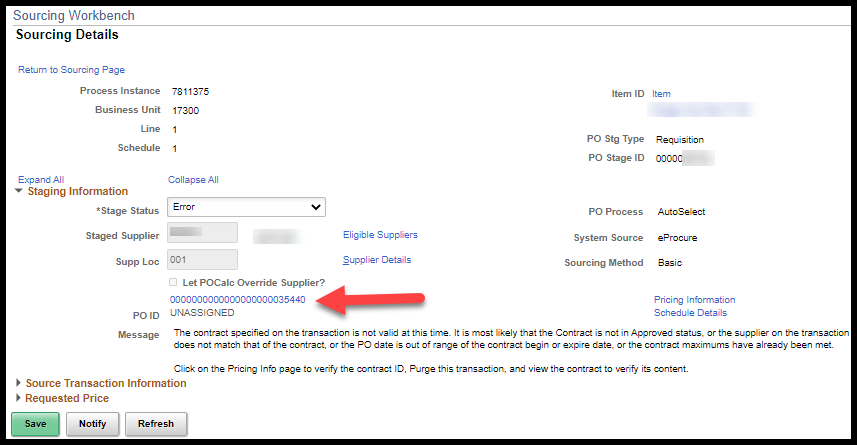 Sourcing Workbench
Sourcing Details
Return to Sourcing Page
Process Instance 7811375
Item ID Item
Business Unit 17300
Line 1
PO Stg Type Requisition
Schedule 1
PO Stage ID 00000
Expand All Collapse All
Staging Information
*Stage Status Error
PO Process AutoSelect
Staged Supplier Eligible Suppliers
System Source eProcure
Supp Loc 001 Supplier Details
Sourcing Method Basic
Let POCalc Override Supplier?
Pricing Information
PO ID UNASSIGNED
Schedule Details
Message The contract specified on the transaction is not valid at this time. It is most likely that the Contract is not in Approved status, or the supplier on the transaction
does not match that of the contract, or the PO date is out of range of the contract begin or expire date, or the contract maximums have already been met.
Click on the Pricing Info page to verify the contract ID, Purge this transaction, and view the contract to verify its content.
Source Transaction Information
Requested Price
Save Notify Refresh